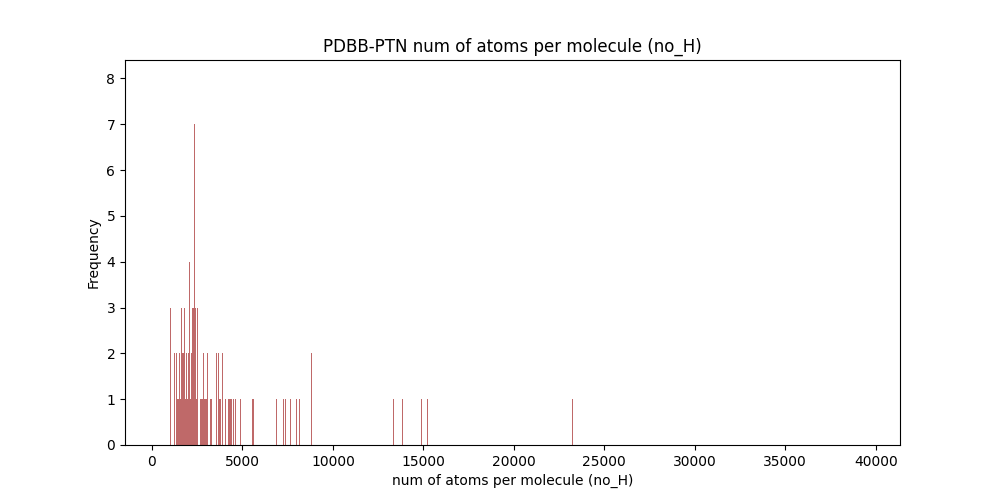 PDBB-PTN num of atoms per molecule (no_H)
Frequency
8
7
6
5
4
3
2
1
0
0 5000 10000 15000 20000 25000 30000 35000 40000
num of atoms per molecule (no_H)